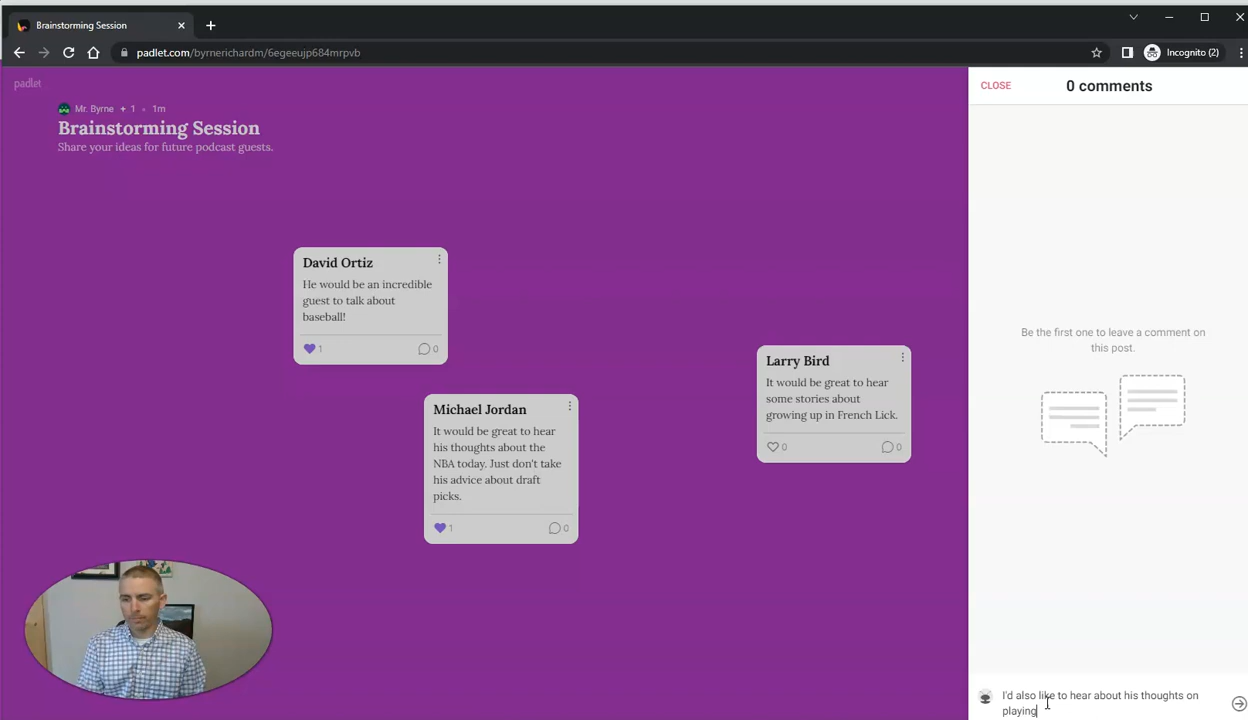 Brainstorming Session
padlet.com/byrnerichardm/6egeeujp684mrpvb
Incognito (2)
padlet
Mr. Byrne + 1 • 1m
Brainstorming Session
Share your ideas for future podcast guests.
David Ortiz
He would be an incredible
guest to talk about
baseball!
1
0
Michael Jordan
It would be great to hear
his thoughts about the
NBA today. Just don't take
his advice about draft
picks.
1
0
Larry Bird
It would be great to hear
some stories about
growing up in French Lick.
0
0
CLOSE
0 comments
Be the first one to leave a comment on
this post.
I'd also like to hear about his thoughts on
playing